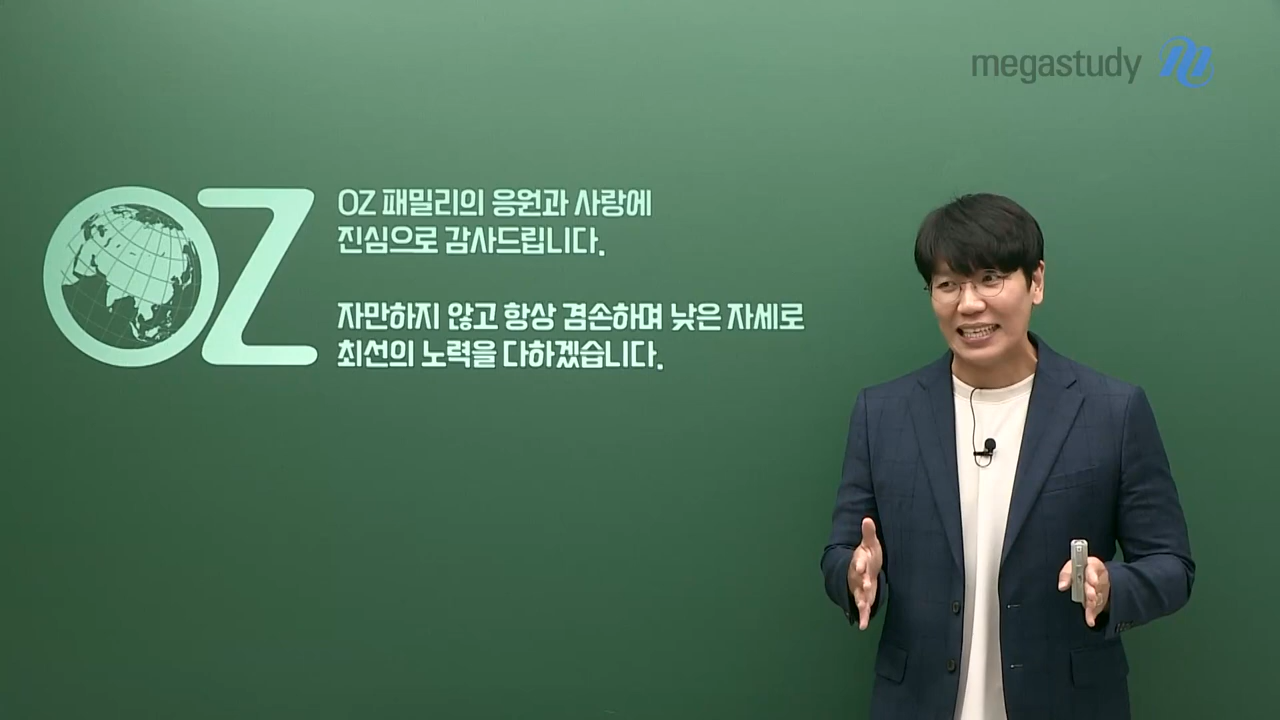 megastudy
OZ
OZ 패밀리의 응원과 사랑에
진심으로 감사드립니다.
자만하지 않고 항상 겸손하며 낮은 자세로
최선의 노력을 다하겠습니다.